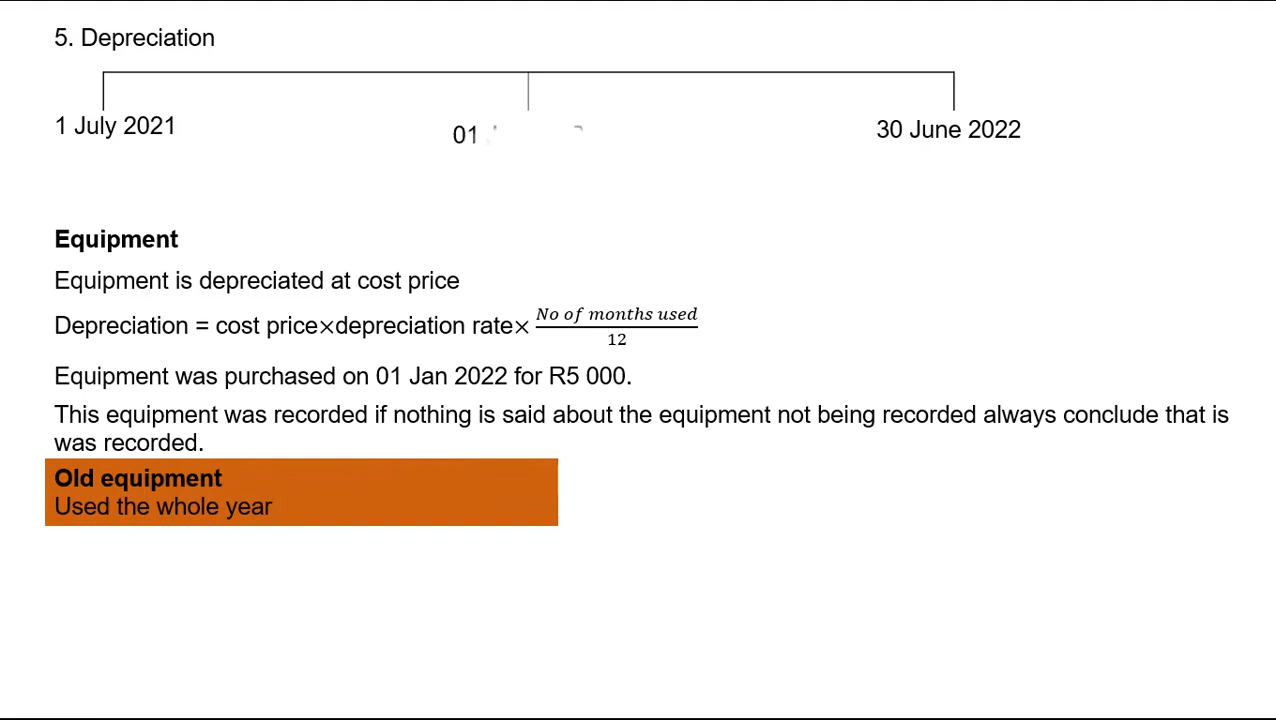 5. Depreciation
1 July 2021
01
30 June 2022
Equipment
Equipment is depreciated at cost price
Depreciation = cost price×depreciation rate× No of months used / 12
Equipment was purchased on 01 Jan 2022 for R5 000.
This equipment was recorded if nothing is said about the equipment not being recorded always conclude that is
was recorded.
Old equipment
Used the whole year